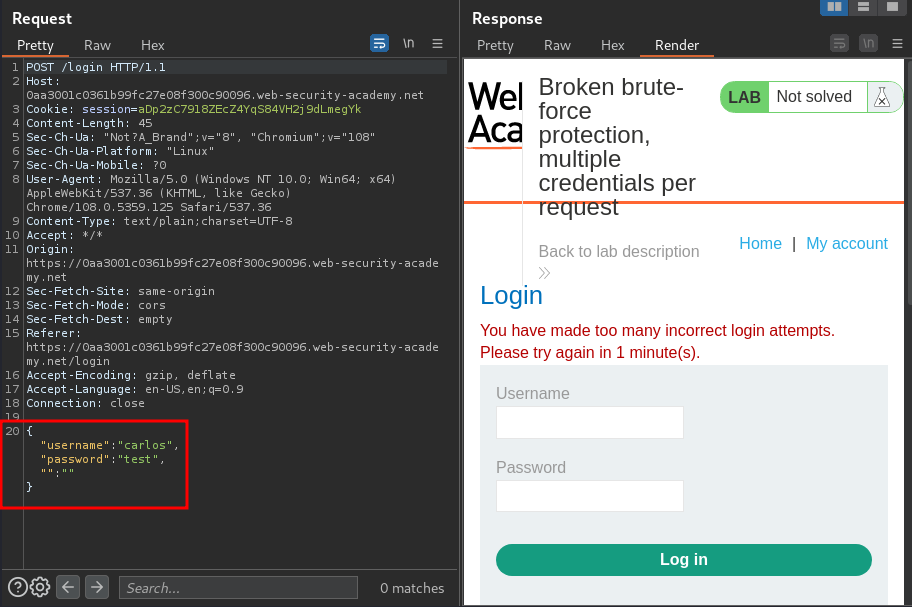 Request
Pretty Raw Hex \n
1 POST /login HTTP/1.1
2 Host:
0aa3001c0361b99fc27e08f300c90096.web-security-academy.net
3 Cookie: session=aDp2zC79l8ZEcZ4YqS84VH2j9dLmegYk
4 Content-Length: 45
5 Sec-Ch-Ua: "Not?A_Brand";v="8", "Chromium";v="108"
6 Sec-Ch-Ua-Platform: "Linux"
7 Sec-Ch-Ua-Mobile: ?0
8 User-Agent: Mozilla/5.0 (Windows NT 10.0; Win64; x64)
AppleWebKit/537.36 (KHTML, like Gecko)
Chrome/108.0.5359.125 Safari/537.36
9 Content-Type: text/plain;charset=UTF-8
10 Accept: */*
11 Origin:
https://0aa3001c0361b99fc27e08f300c90096.web-security-acade
my.net
12 Sec-Fetch-Site: same-origin
13 Sec-Fetch-Mode: cors
14 Sec-Fetch-Dest: empty
15 Referer:
https://0aa3001c0361b99fc27e08f300c90096.web-security-acade
my.net/login
16 Accept-Encoding: gzip, deflate
17 Accept-Language: en-US,en;q=0.9
18 Connection: close
19
20 {
"username":"carlos",
"password":"test",
"":""
}
Search...
0 matches
Response
Pretty Raw Hex Render \n
Wel
Aca
Broken brute-
force
protection,
multiple
credentials per
request
LAB Not solved
Back to lab description
Home | My account
Login
You have made too many incorrect login attempts.
Please try again in 1 minute(s).
Username
Password
Log in